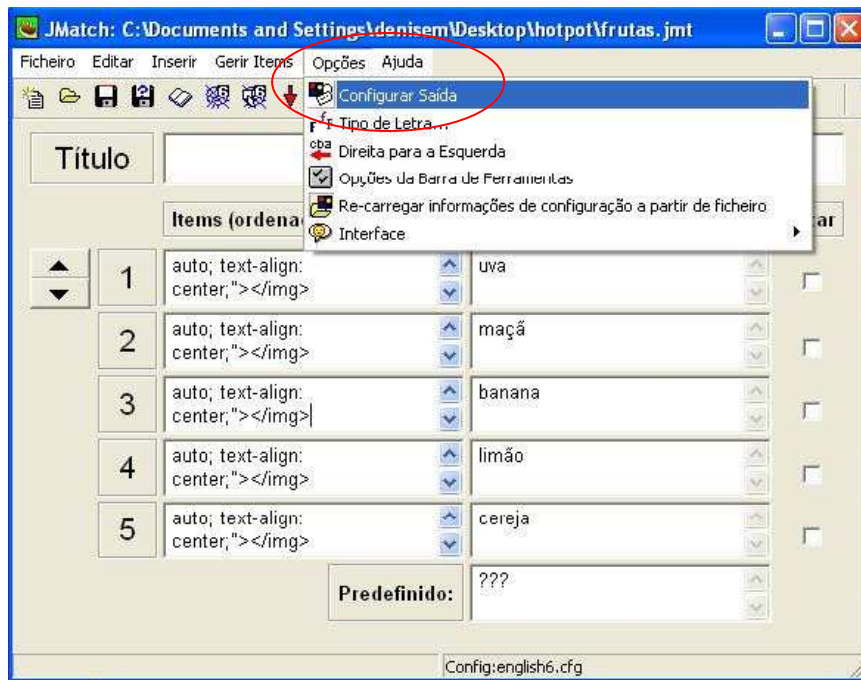 JMatch: C:\Documents and Settings\denisem\Desktop\hotpot\frutas.jmt
Ficheiro Editar Inserir Gerir Items Opções Ajuda
Configurar Saída
Tipo de Letra...
Direita para a Esquerda
Opções da Barra de Ferramentas
Re-carregar informações de configuração a partir de ficheiro
Interface
Título
Items (ordena
ar
1 auto; text-align: uva
center;"></img>
2 auto; text-align: maçã
center;"></img>
3 auto; text-align: banana
center;"></img>
4 auto; text-align: limão
center;"></img>
5 auto; text-align: cereja
center;"></img>
Predefinido: ???
Config:english6.cfg